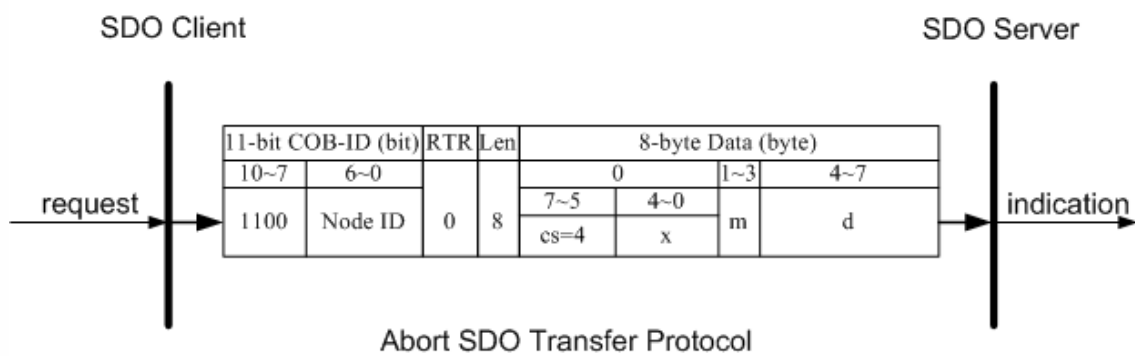 SDO Client SDO Server
11-bit COB-ID (bit) RTR Len 8-byte Data (byte)
10~7 6~0 0 1~3 4~7
request 1100 Node ID 0 8 7~5 4~0 m d indication
cs=4 x
Abort SDO Transfer Protocol